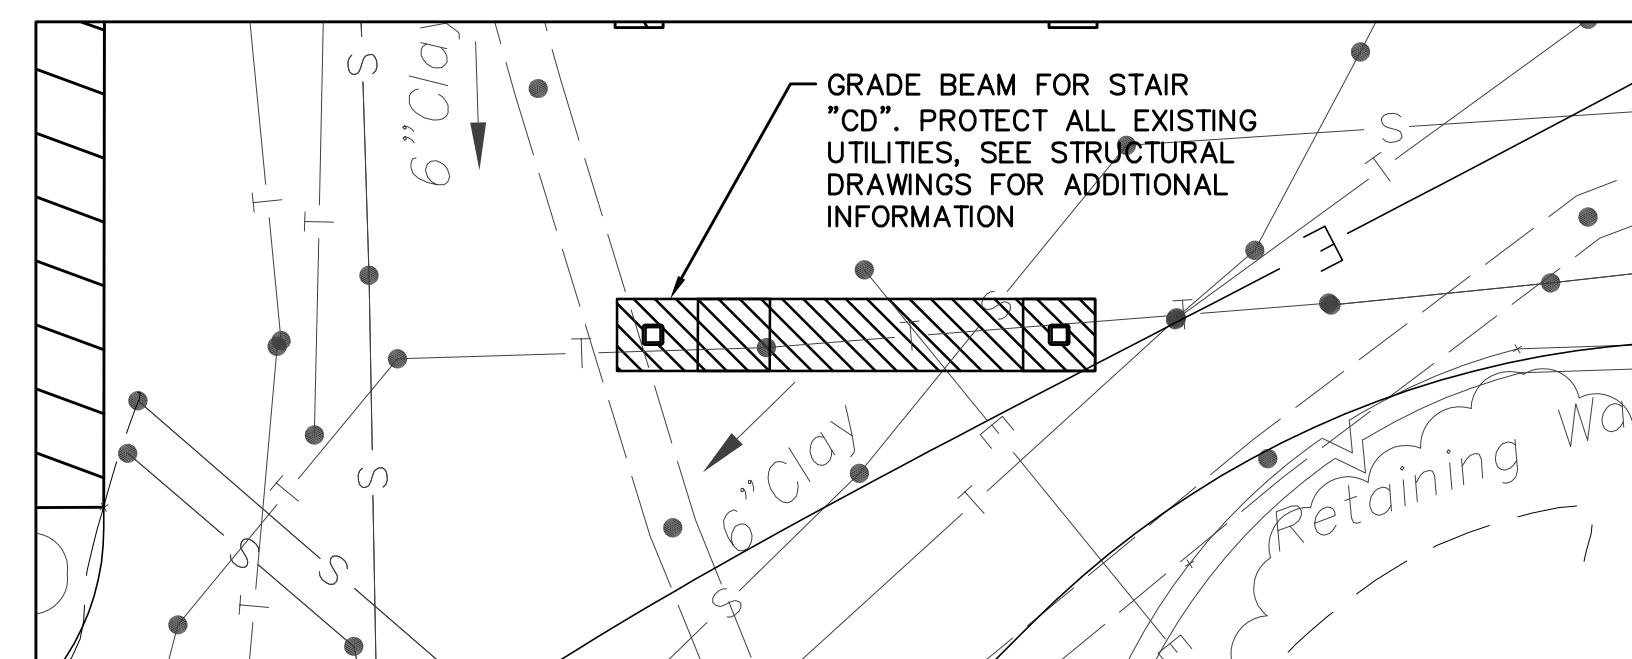 6"Clay
GRADE BEAM FOR STAIR
"CD". PROTECT ALL EXISTING
UTILITIES, SEE STRUCTURAL
DRAWINGS FOR ADDITIONAL
INFORMATION
S
S
T
T
T
E
T
T
S
T
T
S
6"Clay
E
T
T
S
S
T
S
E
Retaining Wa